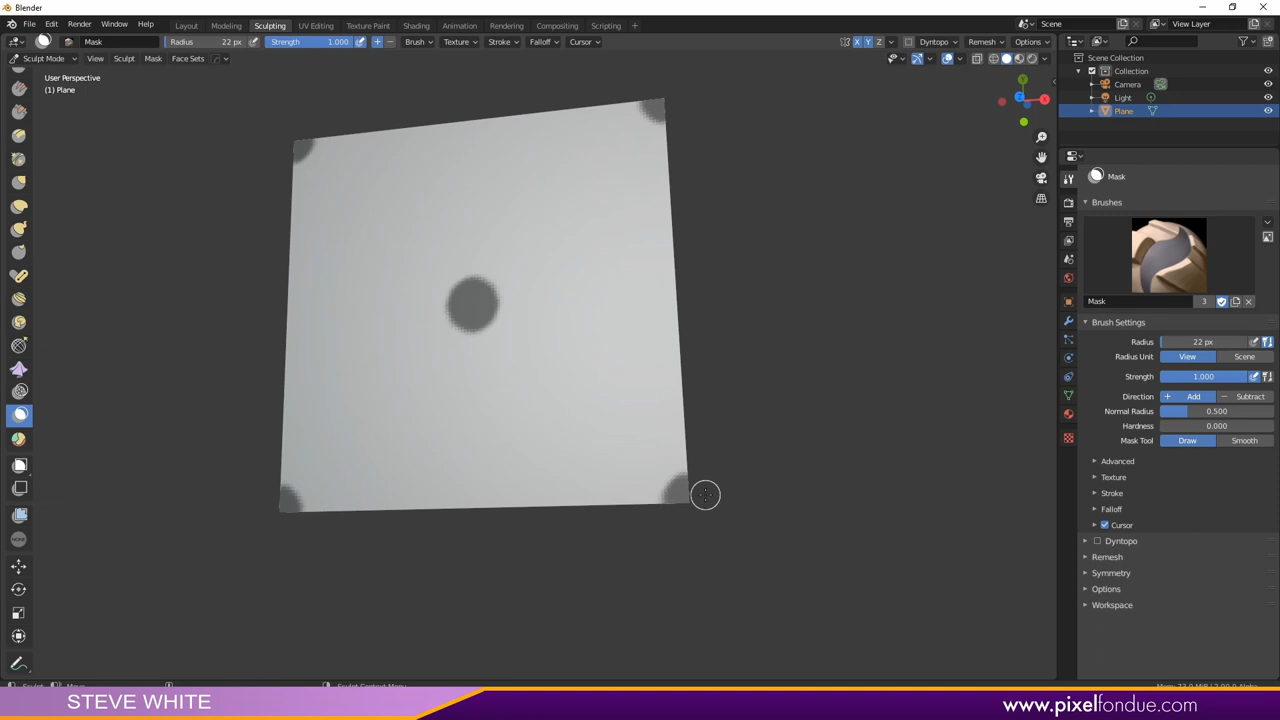 Blender
File Edit Render Window Help Layout Modeling Sculpting UV Editing Texture Paint Shading Animation Rendering Compositing Scripting + Scene View Layer
Mask Radius 22 px Strength 1.000 + − Brush Texture Stroke Falloff Cursor X Y Z Dyntopo Remesh Options
Sculpt Mode View Sculpt Mask Face Sets
User Perspective
(1) Plane
Y
Z X
NONE
Scene Collection
Collection
Camera
Light
Plane
Mask
Brushes
Mask 3
Brush Settings
Radius 22 px
Radius Unit View Scene
Strength 1.000
Direction + Add − Subtract
Normal Radius 0.500
Hardness 0.000
Mask Tool Draw Smooth
Advanced
Texture
Stroke
Falloff
Cursor
Dyntopo
Remesh
Symmetry
Options
Workspace
STEVE WHITE
www.pixelfondue.com